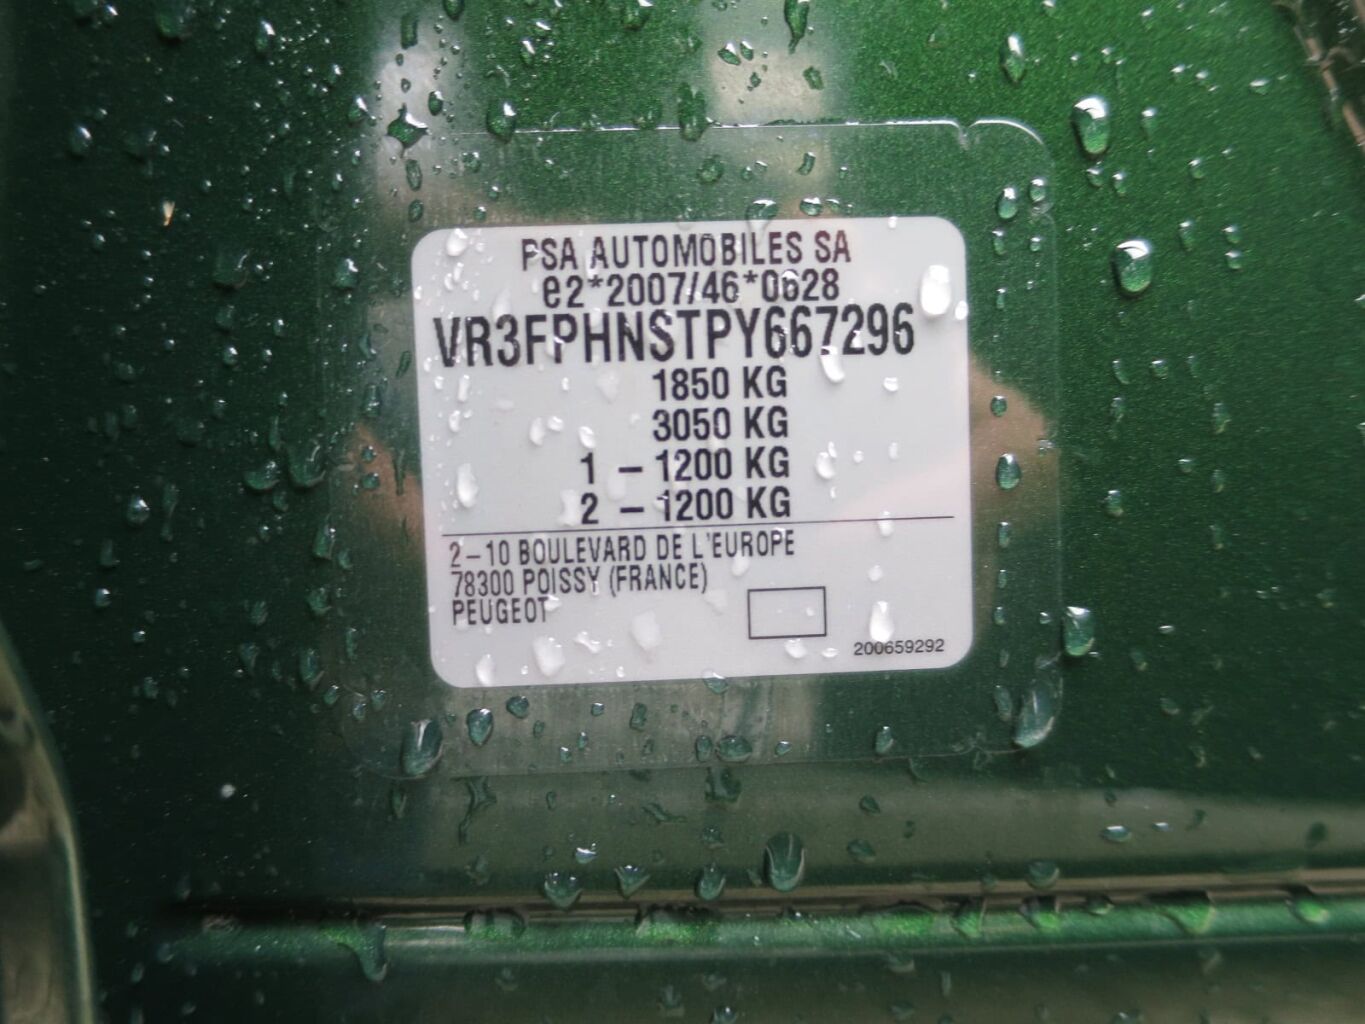 PSA AUTOMOBILES SA
e2*2007/46*0628
VR3FPHNSTPY667296
1850 KG
3050 KG
1 – 1200 KG
2 – 1200 KG
2–10 BOULEVARD DE L'EUROPE
78300 POISSY (FRANCE)
PEUGEOT
200659292